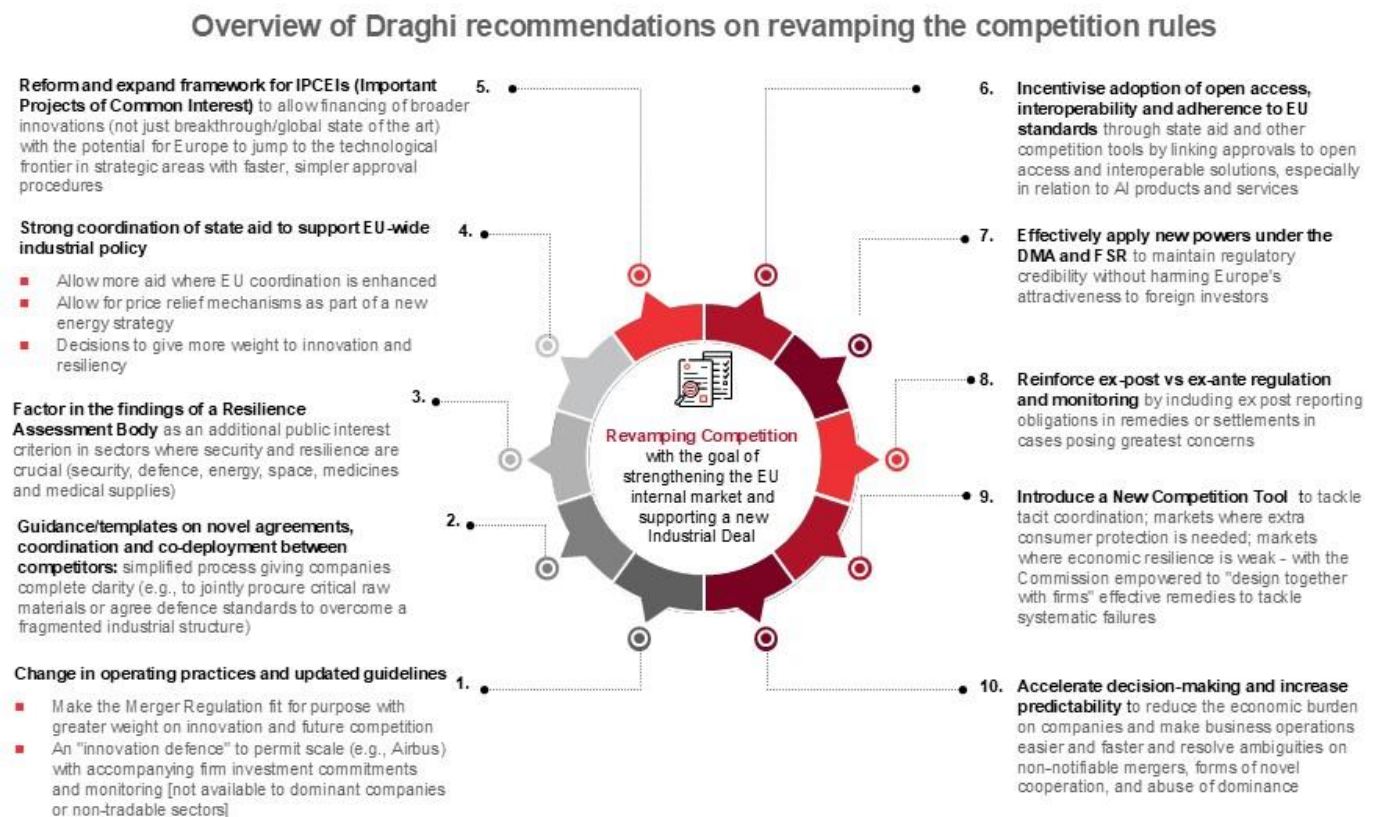 Overview of Draghi recommendations on revamping the competition rules
Reform and expand framework for IPCEIs (Important
Projects of Common Interest) to allow financing of broader
innovations (not just breakthrough/global state of the art)
with the potential for Europe to jump to the technological
frontier in strategic areas with faster, simpler approval
procedures
5.
Strong coordination of state aid to support EU-wide
industrial policy
4.
Allow more aid where EU coordination is enhanced
Allow for price relief mechanisms as part of a new
energy strategy
Decisions to give more weight to innovation and
resiliency
3.
Factor in the findings of a Resilience
Assessment Body as an additional public interest
criterion in sectors where security and resilience are
crucial (security, defence, energy, space, medicines
and medical supplies)
2.
Guidance/templates on novel agreements,
coordination and co-deployment between
competitors: simplified process giving companies
complete clarity (e.g., to jointly procure critical raw
materials or agree defence standards to overcome a
fragmented industrial structure)
Change in operating practices and updated guidelines
1.
Make the Merger Regulation fit for purpose with
greater weight on innovation and future competition
An "innovation defence" to permit scale (e.g., Airbus)
with accompanying firm investment commitments
and monitoring [not available to dominant companies
or non-tradable sectors]
Revamping Competition
with the goal of
strengthening the EU
internal market and
supporting a new
Industrial Deal
6. Incentivise adoption of open access,
interoperability and adherence to EU
standards through state aid and other
competition tools by linking approvals to open
access and interoperable solutions, especially
in relation to AI products and services
7. Effectively apply new powers under the
DMA and FSR to maintain regulatory
credibility without harming Europe's
attractiveness to foreign investors
8. Reinforce ex-post vs ex-ante regulation
and monitoring by including ex post reporting
obligations in remedies or settlements in
cases posing greatest concerns
9. Introduce a New Competition Tool to tackle
tacit coordination; markets where extra
consumer protection is needed; markets
where economic resilience is weak - with the
Commission empowered to "design together
with firms" effective remedies to tackle
systematic failures
10. Accelerate decision-making and increase
predictability to reduce the economic burden
on companies and make business operations
easier and faster and resolve ambiguities on
non-notifiable mergers, forms of novel
cooperation, and abuse of dominance